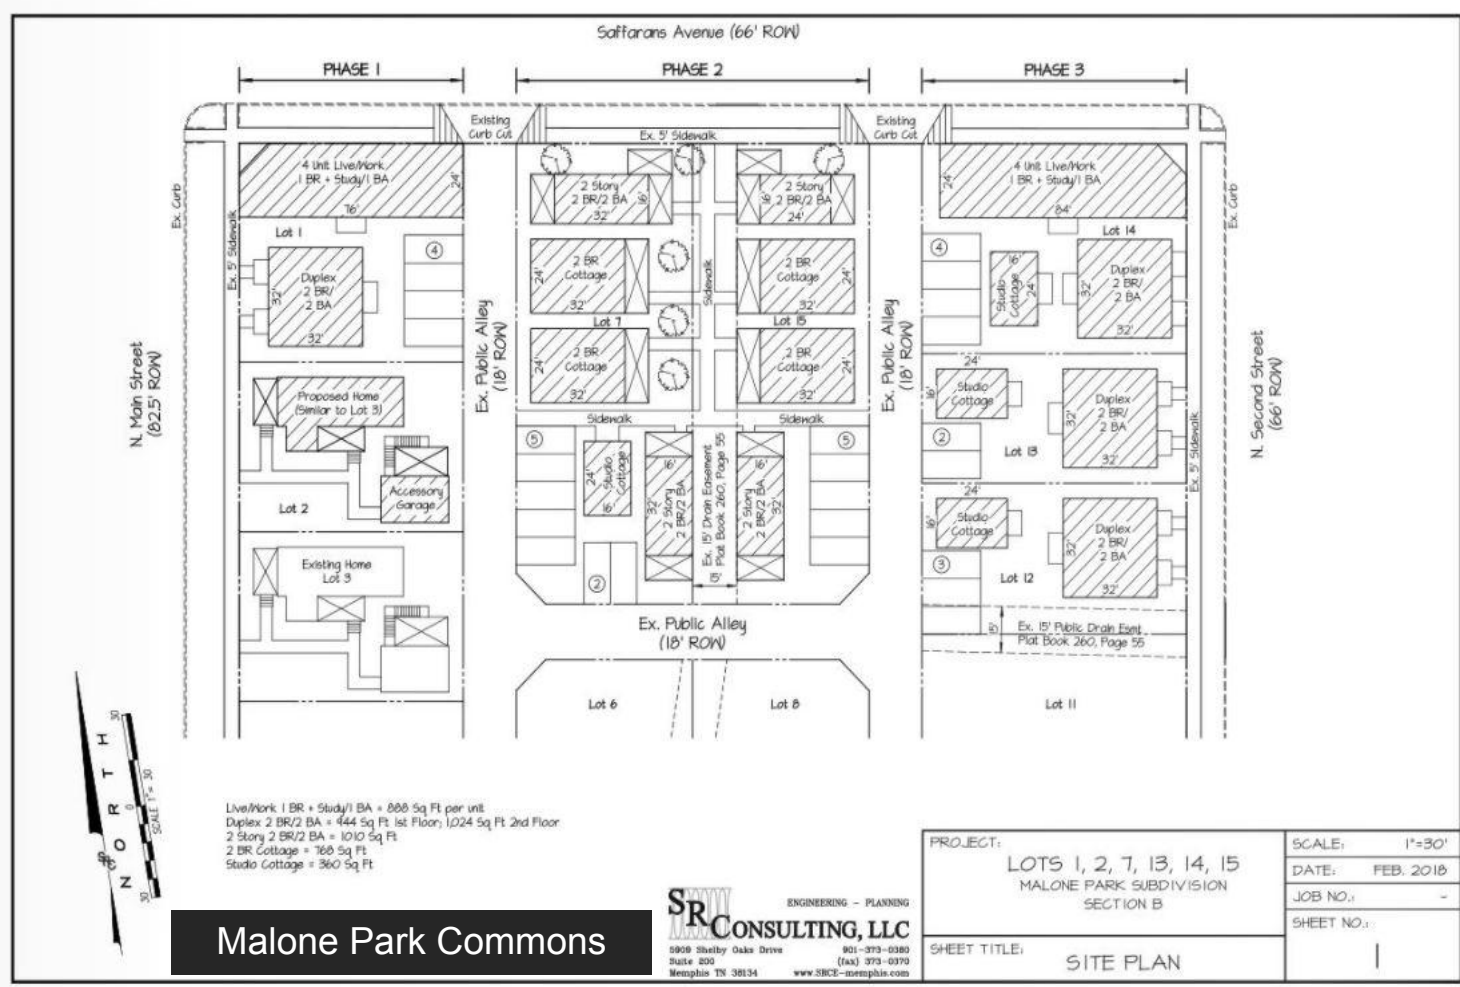 Saffarans Avenue (66' ROW)
PHASE 1
PHASE 2
PHASE 3
Existing
Curb Cut
Ex. 5' Sidewalk
Existing
Curb Cut
Ex. Curb
Ex. 5' Sidewalk
N. Main Street
(82.5' ROW)
4 Unit Live/Work
1 BR + Study/1 BA
24'
76'
Lot 1
4
Duplex
2 BR/
2 BA
32'
32'
Proposed Home
(Similar to Lot 3)
Accessory
Garage
Lot 2
Existing Home
Lot 3
Ex. Public Alley
(18' ROW)
2 Story
2 BR/2 BA
16'
32'
2 Story
2 BR/2 BA
16'
24'
2 BR
Cottage
24'
32'
2 BR
Cottage
24'
32'
Sidewalk
Lot 7
Lot 15
2 BR
Cottage
24'
32'
2 BR
Cottage
24'
32'
Sidewalk
Sidewalk
5
5
24'
Studio
Cottage
16'
16'
32'
2 Story
2 BR/2 BA
Ex. 15' Drain Easement
Plat Book 260, Page 55
15'
16'
2 Story
2 BR/2 BA
32'
2
Ex. Public Alley
(18' ROW)
Lot 6
Lot 8
Ex. Public Alley
(18' ROW)
4 Unit Live/Work
1 BR + Study/1 BA
24'
84'
Lot 14
4
Studio
Cottage
16'
24'
Duplex
2 BR/
2 BA
32'
32'
24'
16'
Studio
Cottage
2
Lot 13
Duplex
2 BR/
2 BA
32'
32'
24'
16'
Studio
Cottage
3
Lot 12
Duplex
2 BR/
2 BA
32'
32'
15'
Ex. 15' Public Drain Esmt
Plat Book 260, Page 55
Lot 11
Ex. Curb
Ex. 5' Sidewalk
N. Second Street
(66' ROW)
NORTH
SRC
30
0
30
30
SCALE 1"= 30'
Live/Work 1 BR + Study/1 BA = 888 Sq Ft per unit
Duplex 2 BR/2 BA = 944 Sq Ft 1st Floor; 1,024 Sq Ft 2nd Floor
2 Story 2 BR/2 BA = 1010 Sq Ft
2 BR Cottage = 768 Sq Ft
Studio Cottage = 360 Sq Ft
Malone Park Commons
ENGINEERING - PLANNING
SR CONSULTING, LLC
5909 Shelby Oaks Drive 901-373-0380
Suite 200 (fax) 373-0370
Memphis TN 38134 www.SRCE-memphis.com
PROJECT:
LOTS 1, 2, 7, 13, 14, 15
MALONE PARK SUBDIVISION
SECTION B
SHEET TITLE:
SITE PLAN
SCALE: 1"=30'
DATE: FEB. 2018
JOB NO.: -
SHEET NO.:
1